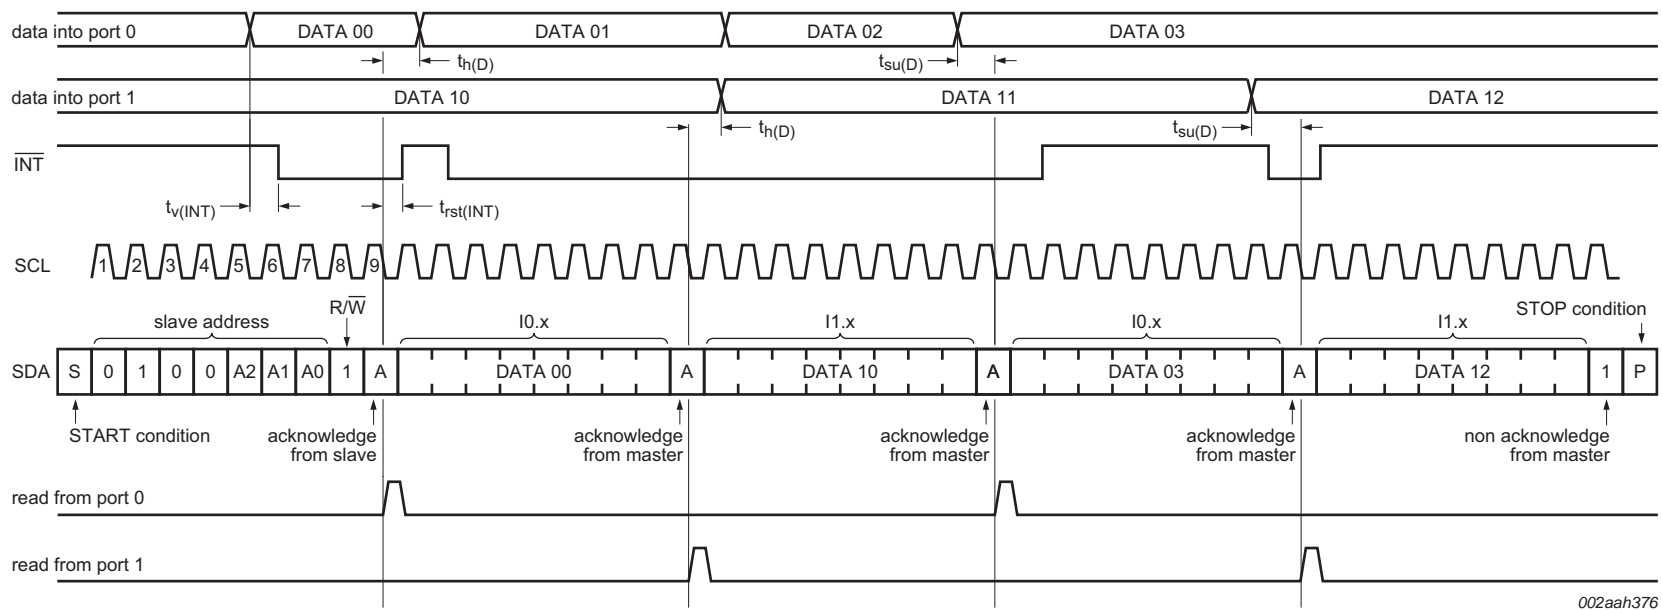 data into port 0 DATA 00 DATA 01 DATA 02 DATA 03
th(D) tsu(D)
data into port 1 DATA 10 DATA 11 DATA 12
th(D) tsu(D)
INT
tv(INT) trst(INT)
SCL 1 2 3 4 5 6 7 8 9
R/W STOP condition
slave address I0.x I1.x I0.x I1.x
SDA S 0 1 0 0 A2 A1 A0 1 A DATA 00 A DATA 10 A DATA 03 A DATA 12 1 P
START condition
acknowledge
from slave
acknowledge
from master
acknowledge
from master
acknowledge
from master
non acknowledge
from master
read from port 0
read from port 1
002aah376